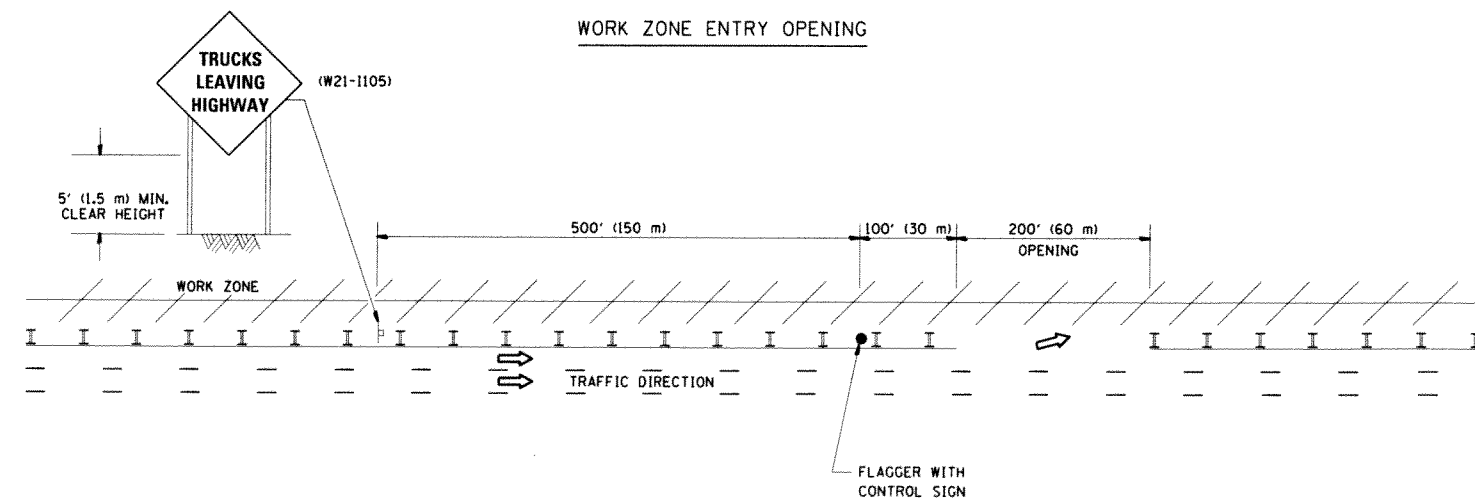 WORK ZONE ENTRY OPENING
TRUCKS
LEAVING
HIGHWAY
(W21-I105)
5' (1.5 m) MIN.
CLEAR HEIGHT
500' (150 m)
100' (30 m)
200' (60 m)
OPENING
WORK ZONE
TRAFFIC DIRECTION
FLAGGER WITH
CONTROL SIGN